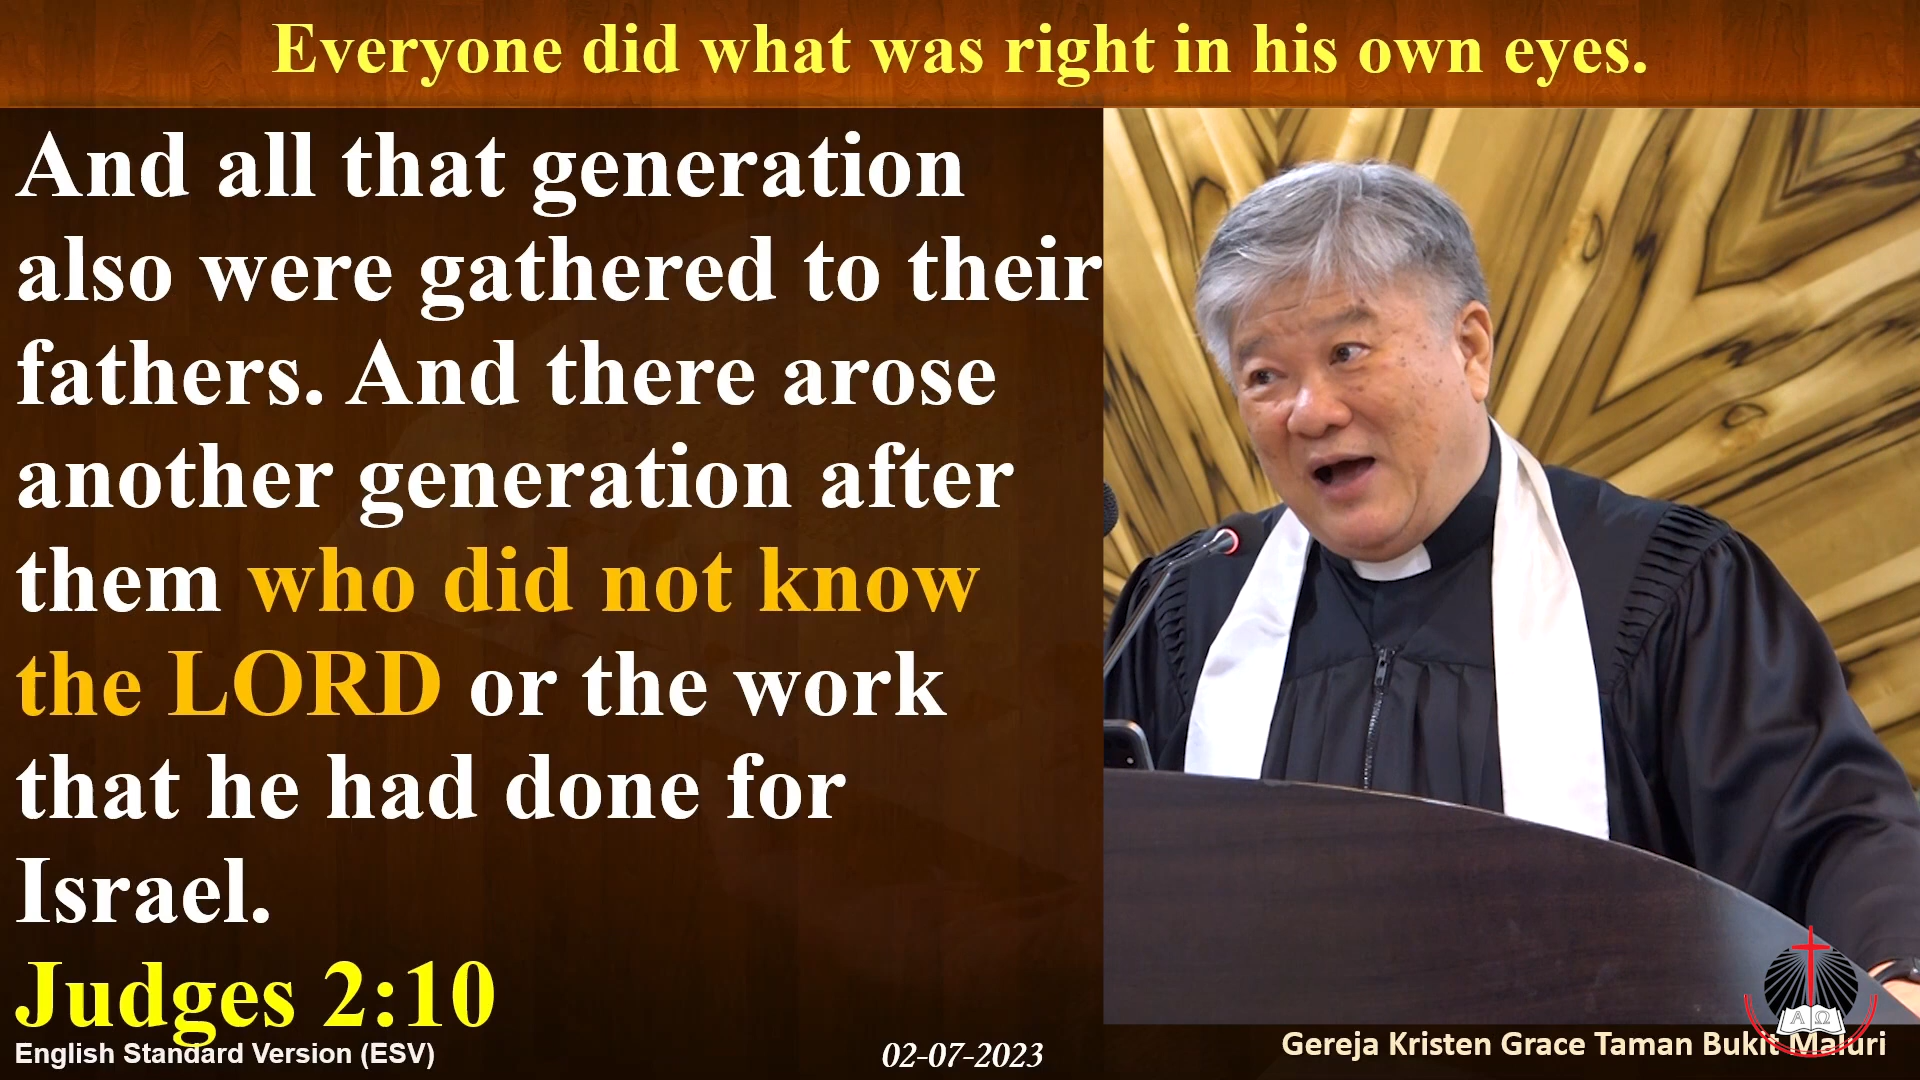 Everyone did what was right in his own eyes.
And all that generation
also were gathered to their
fathers. And there arose
another generation after
them who did not know
the LORD or the work
that he had done for
Israel.
Judges 2:10
English Standard Version (ESV)
02-07-2023
Gereja Kristen Grace Taman Bukit Maluri
Α Ω